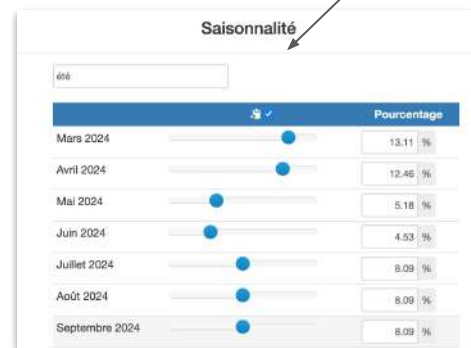 Saisonnalité
été
Pourcentage
Mars 2024 13.11 %
Avril 2024 12.46 %
Mai 2024 5.18 %
Juin 2024 4.53 %
Juillet 2024 8.09 %
Août 2024 8.09 %
Septembre 2024 8.09 %